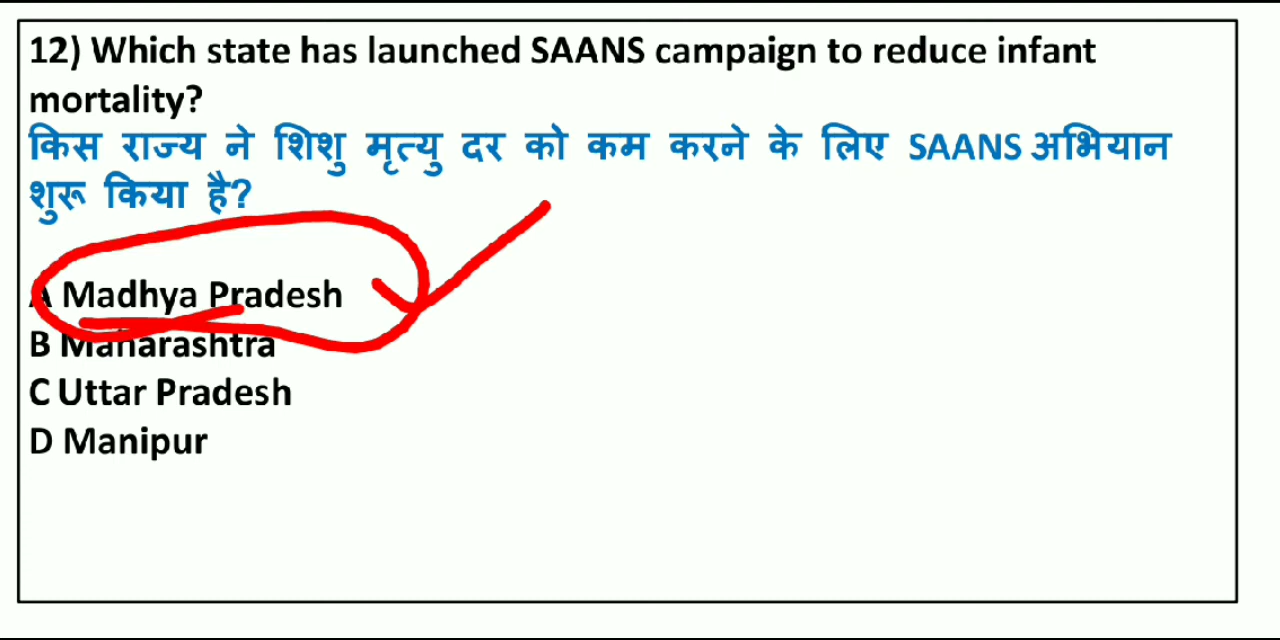 12) Which state has launched SAANS campaign to reduce infant
mortality?
किस राज्य ने शिशु मृत्यु दर को कम करने के लिए SAANS अभियान
शुरू किया है?
A Madhya Pradesh
B Maharashtra
C Uttar Pradesh
D Manipur